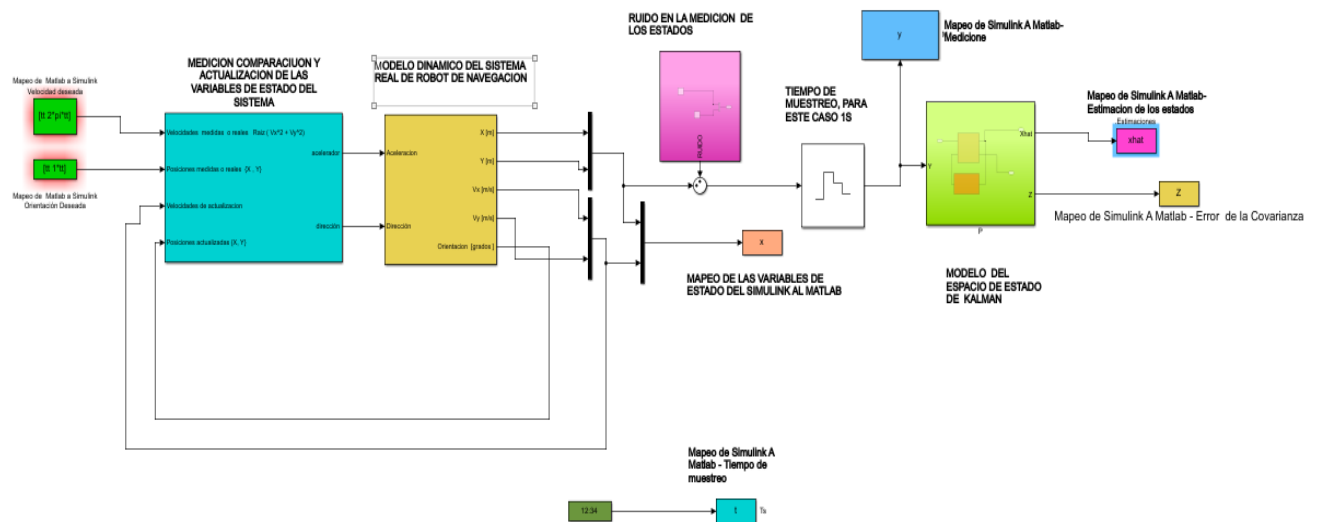 RUIDO EN LA MEDICION DE
LOS ESTADOS
y
Mapeo de Simulink A Matlab-
Medicione
MEDICION COMPARACIUON Y
ACTUALIZACION DE LAS
VARIABLES DE ESTADO DEL
SISTEMA
MODELO DINAMICO DEL SISTEMA
REAL DE ROBOT DE NAVEGACION
Mapeo de Matlab a Simulink
Velocidad deseada
[tt 2*pi*tt]
[tt 1*tt]
Mapeo de Matlab a Simulink
Orientación Deseada
Velocidades medidas o reales Raiz ( Vx^2 + Vy^2)
Posiciones medidas o reales (X , Y)
Velocidades de actualizacion
Posiciones actualizadas (X, Y)
acelerador
dirección
Aceleracion
Dirección
X [m]
Y [m]
Vx [m/s]
Vy [m/s]
Orientacion [grados ]
RUIDO
TIEMPO DE
MUESTREO, PARA
ESTE CASO 1S
x
MAPEO DE LAS VARIABLES DE
ESTADO DEL SIMULINK AL MATLAB
Y
Xhat
Z
P
MODELO DEL
ESPACIO DE ESTADO
DE KALMAN
Mapeo de Simulink A Matlab-
Estimacion de los estados
Estimaciones
xhat
Z
Mapeo de Simulink A Matlab - Error de la Covarianza
Mapeo de Simulink A
Matlab - Tiempo de
muestreo
12:34
t
Ts